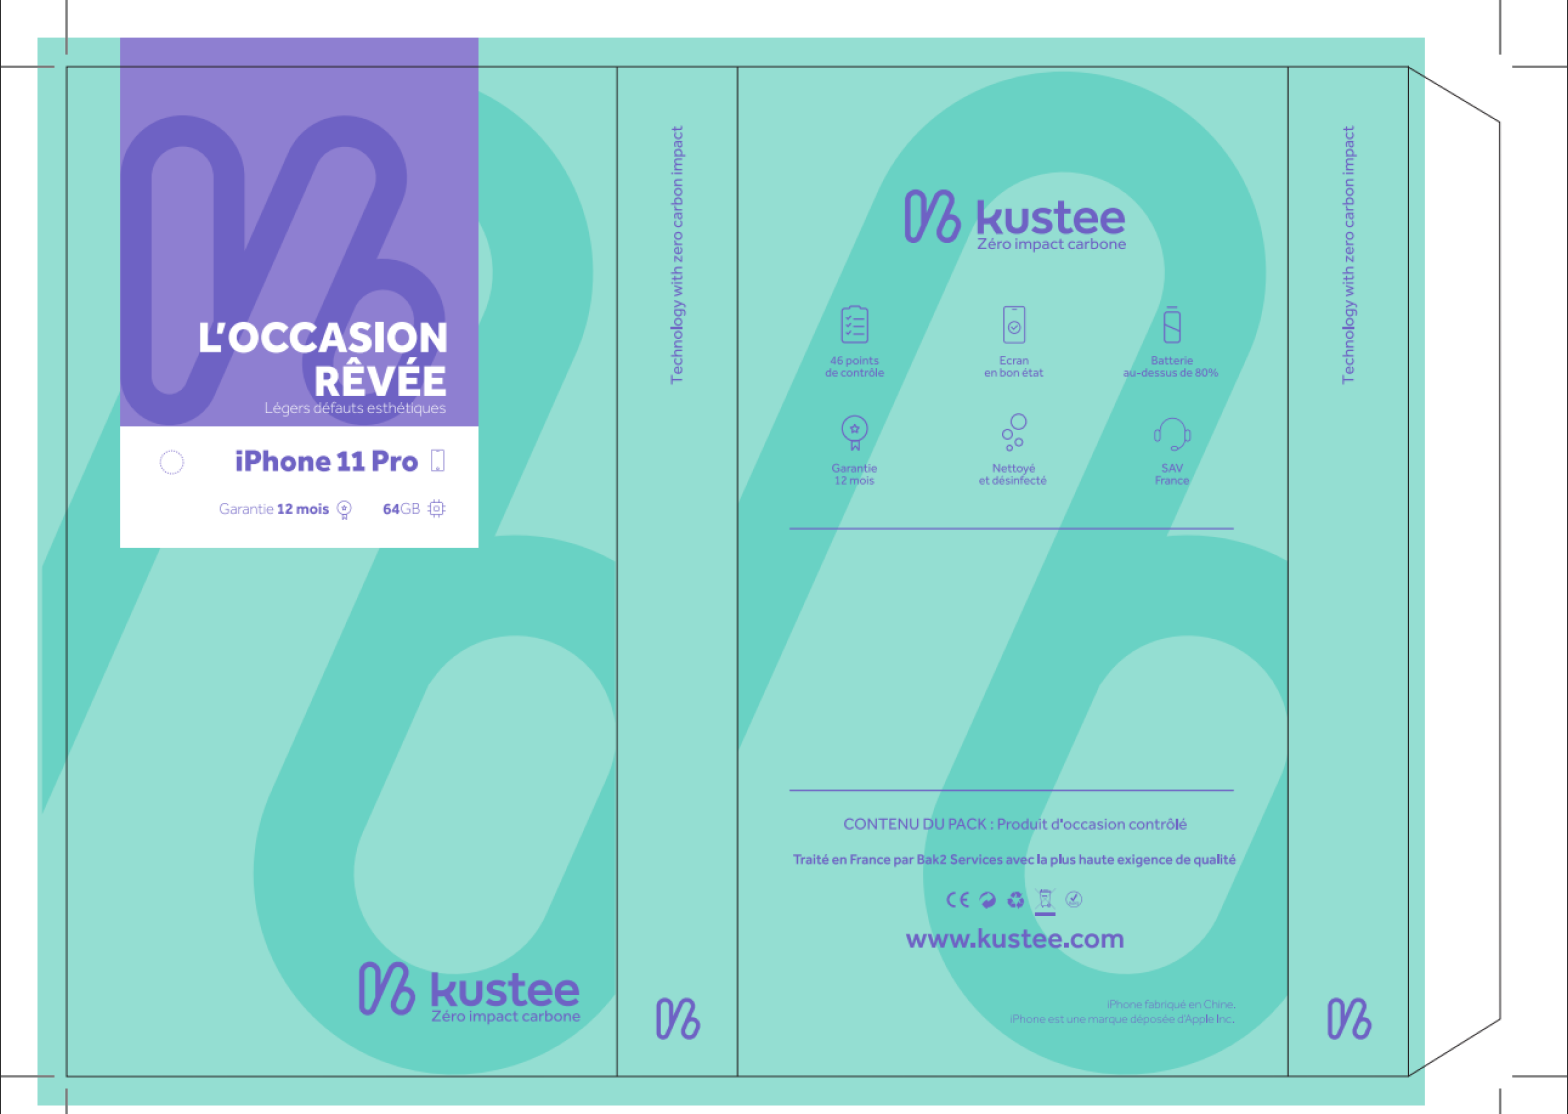 L'OCCASION
RÊVÉE
Légers défauts esthétiques
iPhone 11 Pro
Garantie 12 mois
64GB
kustee
Zéro impact carbone
Technology with zero carbon impact
kustee
Zéro impact carbone
46 points
de contrôle
Ecran
en bon état
Batterie
au-dessus de 80%
Garantie
12 mois
Nettoyé
et désinfecté
SAV
France
CONTENU DU PACK : Produit d'occasion contrôlé
Traité en France par Bak2 Services avec la plus haute exigence de qualité
CE
www.kustee.com
iPhone fabriqué en Chine.
iPhone est une marque déposée d'Apple Inc..
Technology with zero carbon impact